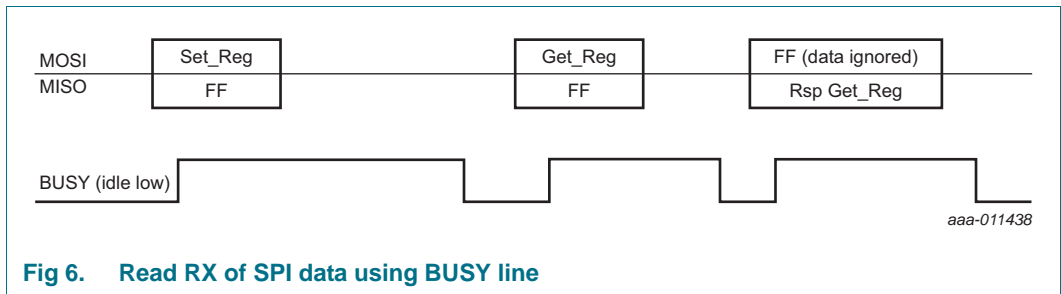 MOSI Set_Reg Get_Reg FF (data ignored)
MISO FF FF Rsp Get_Reg
BUSY (idle low)
aaa-011438
Fig 6. Read RX of SPI data using BUSY line